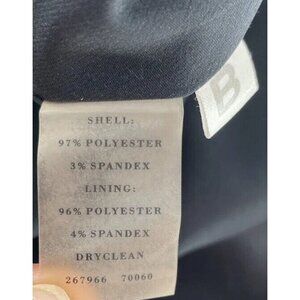 SHELL:
97% POLYESTER
3% SPANDEX
LINING:
96% POLYESTER
4% SPANDEX
DRYCLEAN
267966 70060
B